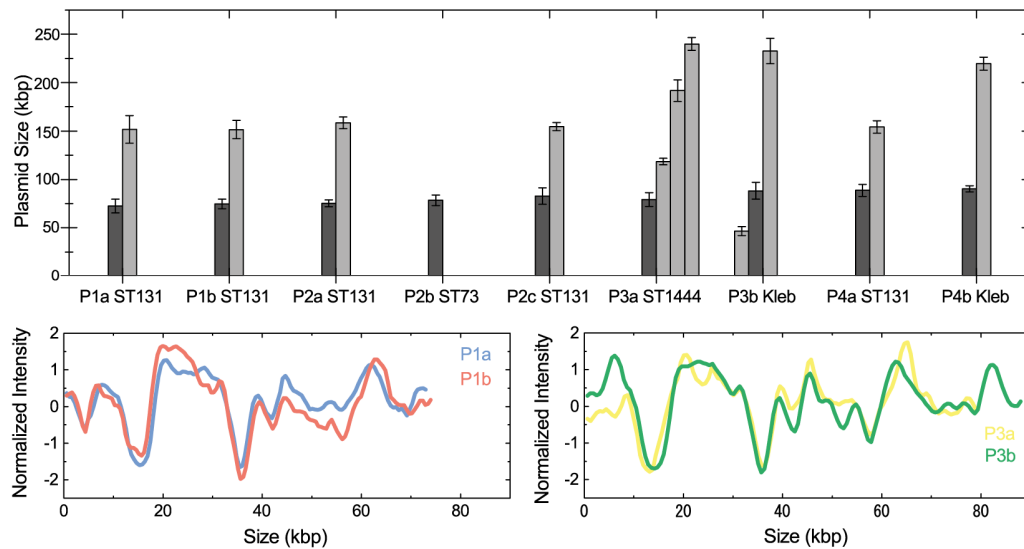 Plasmid Size (kbp)
250
200
150
100
50
0
P1a ST131 P1b ST131 P2a ST131 P2b ST73 P2c ST131 P3a ST1444 P3b Kleb P4a ST131 P4b Kleb
Normalized Intensity
2
1
0
-1
-2
P1a
P1b
0 20 40 60 80
Size (kbp)
Normalized Intensity
2
1
0
-1
-2
P3a
P3b
0 20 40 60 80
Size (kbp)